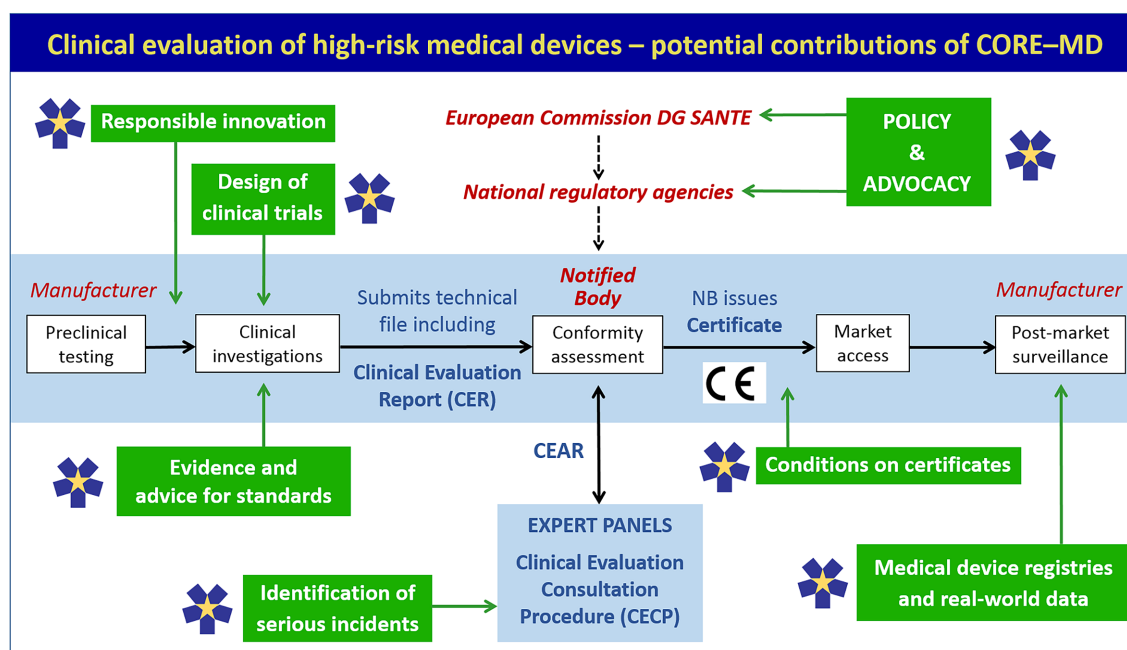 Clinical evaluation of high-risk medical devices – potential contributions of CORE–MD
Responsible innovation
European Commission DG SANTE
POLICY
&
ADVOCACY
Design of
clinical trials
National regulatory agencies
Manufacturer
Preclinical
testing
Clinical
investigations
Submits technical
file including
Clinical Evaluation
Report (CER)
Notified
Body
Conformity
assessment
NB issues
Certificate
CE
Market
access
Manufacturer
Post-market
surveillance
Evidence and
advice for standards
CEAR
Conditions on certificates
EXPERT PANELS
Clinical Evaluation
Consultation
Procedure (CECP)
Identification of
serious incidents
Medical device registries
and real-world data